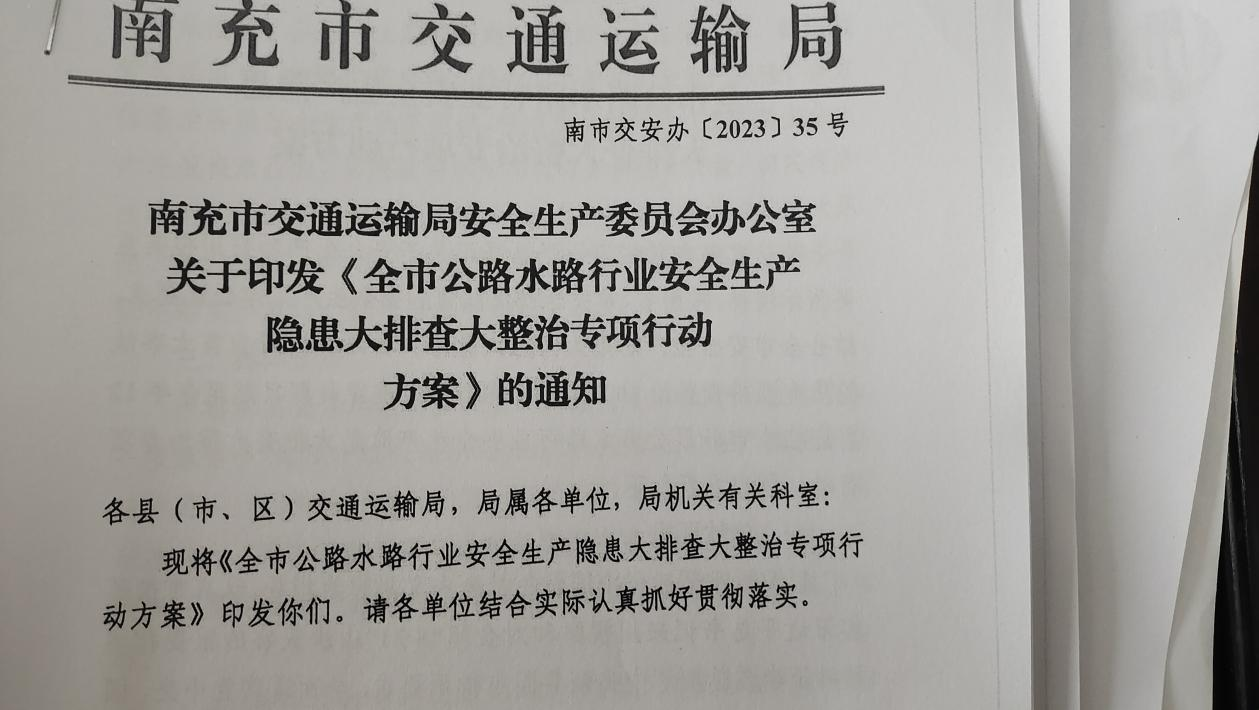 南充市交通运输局
南市交安办〔2023〕35号
南充市交通运输局安全生产委员会办公室
关于印发《全市公路水路行业安全生产
隐患大排查大整治专项行动
方案》的通知
各县（市、区）交通运输局，局属各单位，局机关有关科室：
现将《全市公路水路行业安全生产隐患大排查大整治专项行
动方案》印发你们。请各单位结合实际认真抓好贯彻落实。